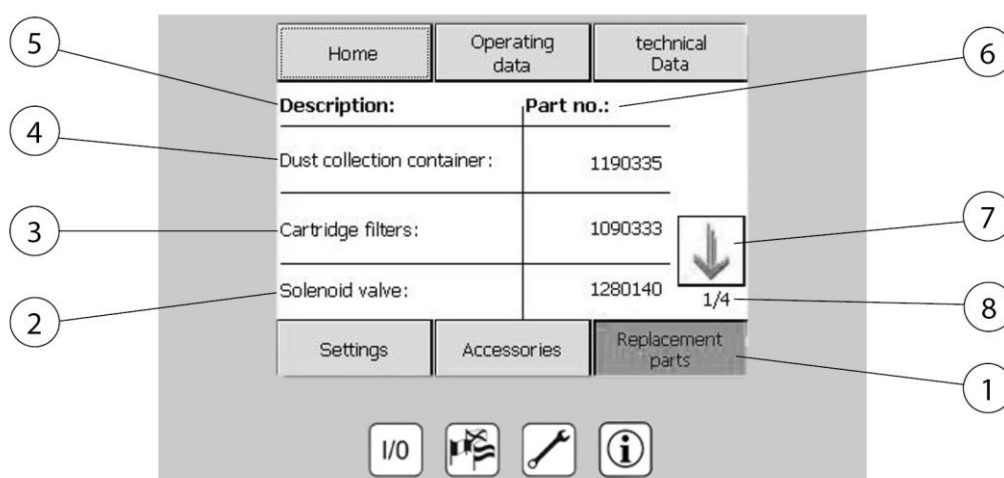 5
Home
Operating
data
technical
Data
6
Description:
Part no.:
4
Dust collection container:
1190335
3
Cartridge filters:
1090333
7
2
Solenoid valve:
1280140
1/4
8
Settings
Accessories
Replacement
parts
1
I/0
i